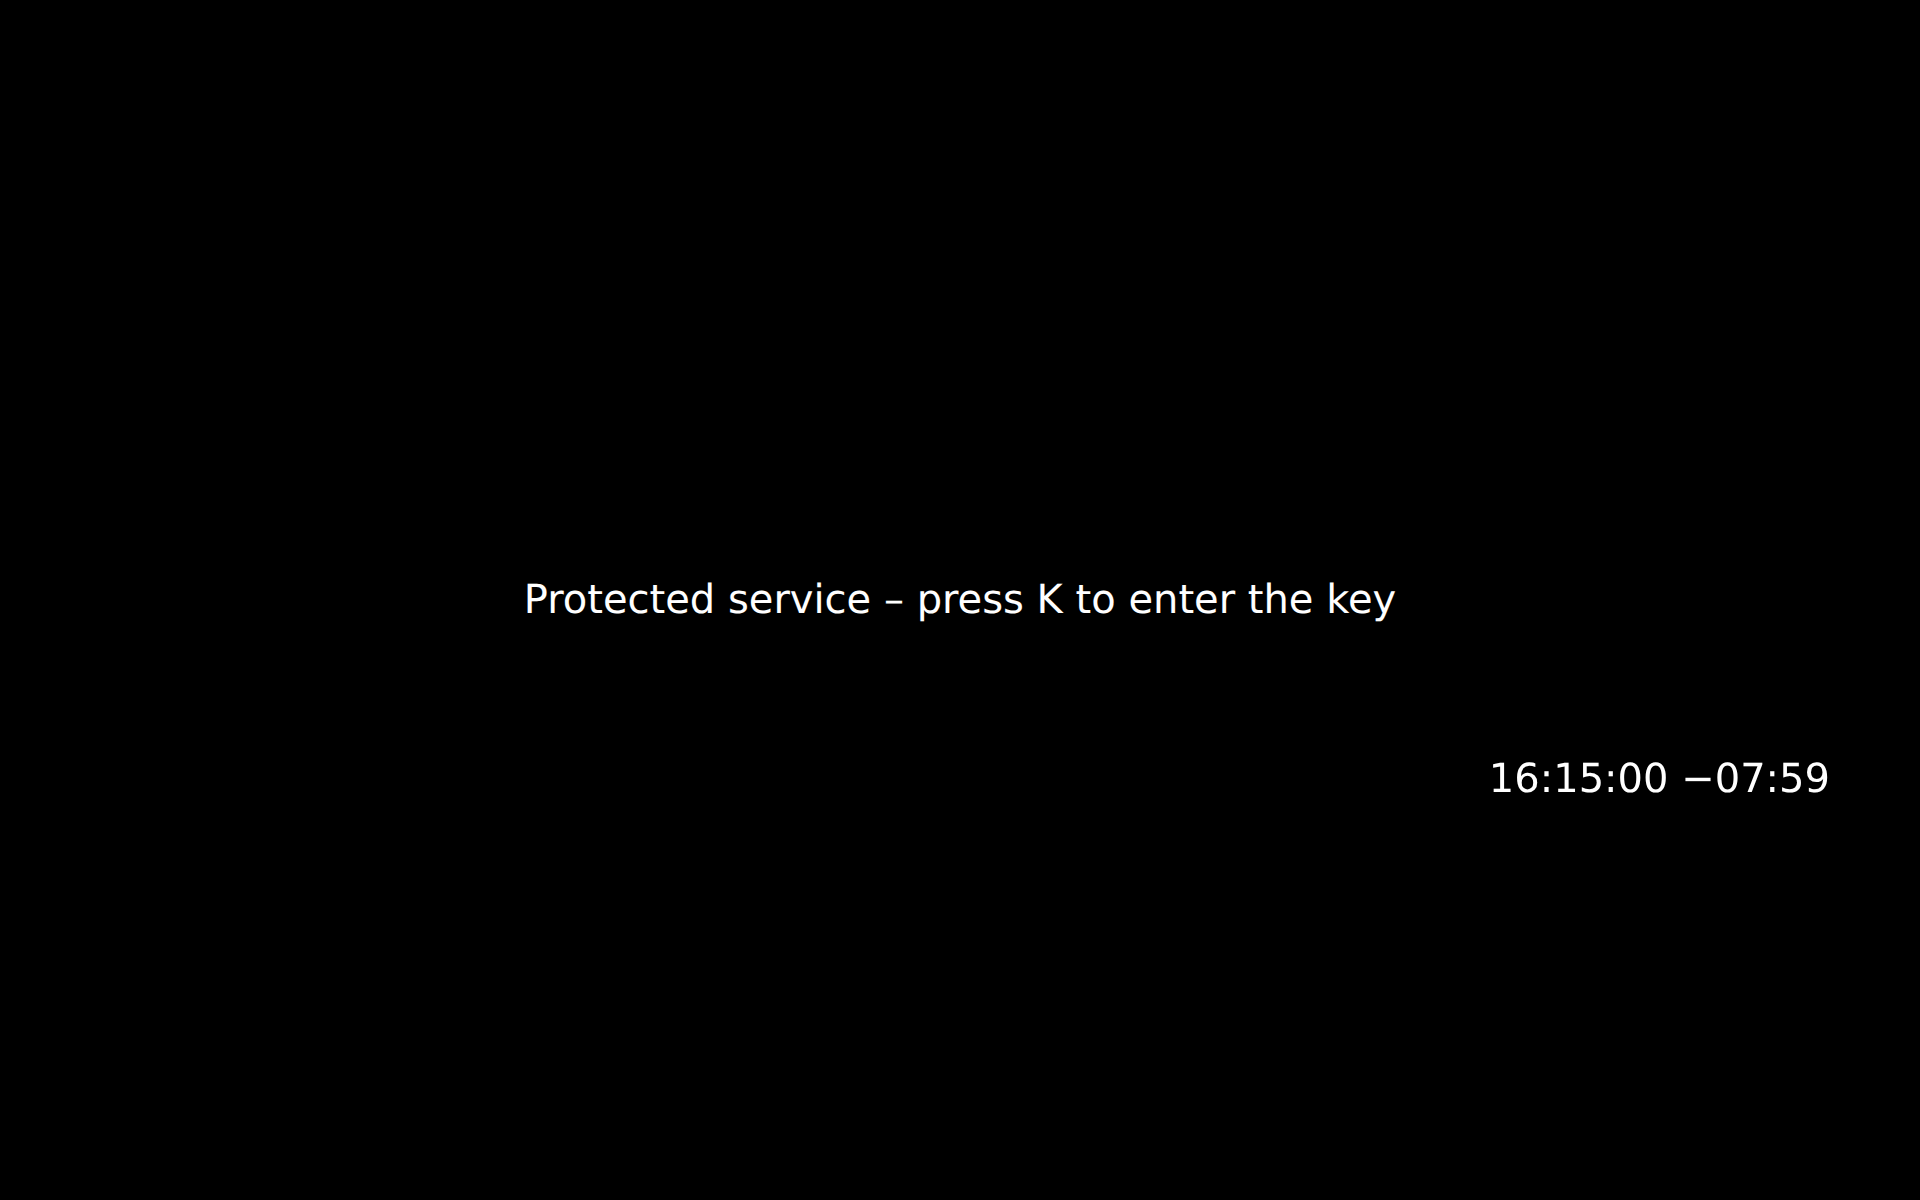 Protected service – press K to enter the key
16:15:00 −07:59